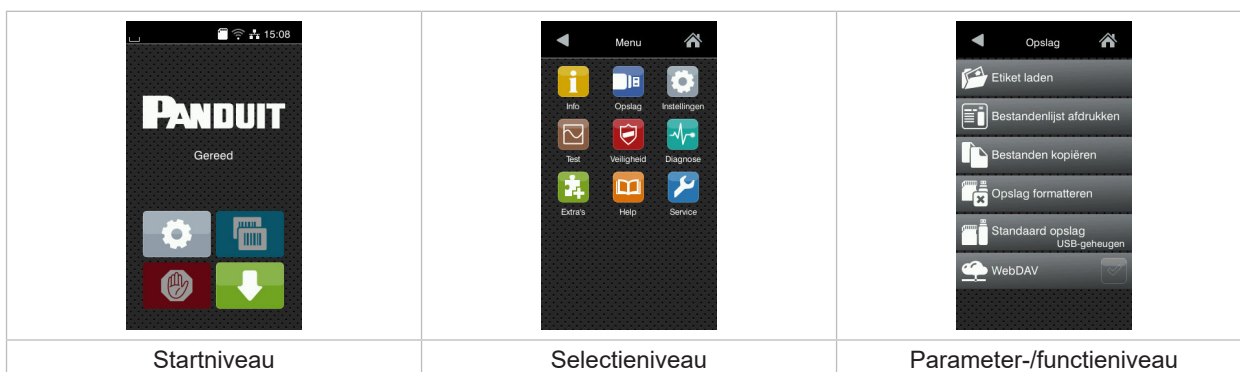 15:08
PANDUIT
Gereed
Startniveau
Menu
Info Opslag Instellingen
Test Veiligheid Diagnose
Extra's Help Service
Selectieniveau
Opslag
Etiket laden
Bestandenlijst afdrukken
Bestanden kopiëren
Opslag formatteren
Standaard opslag
USB-geheugen
WebDAV
Parameter-/functieniveau